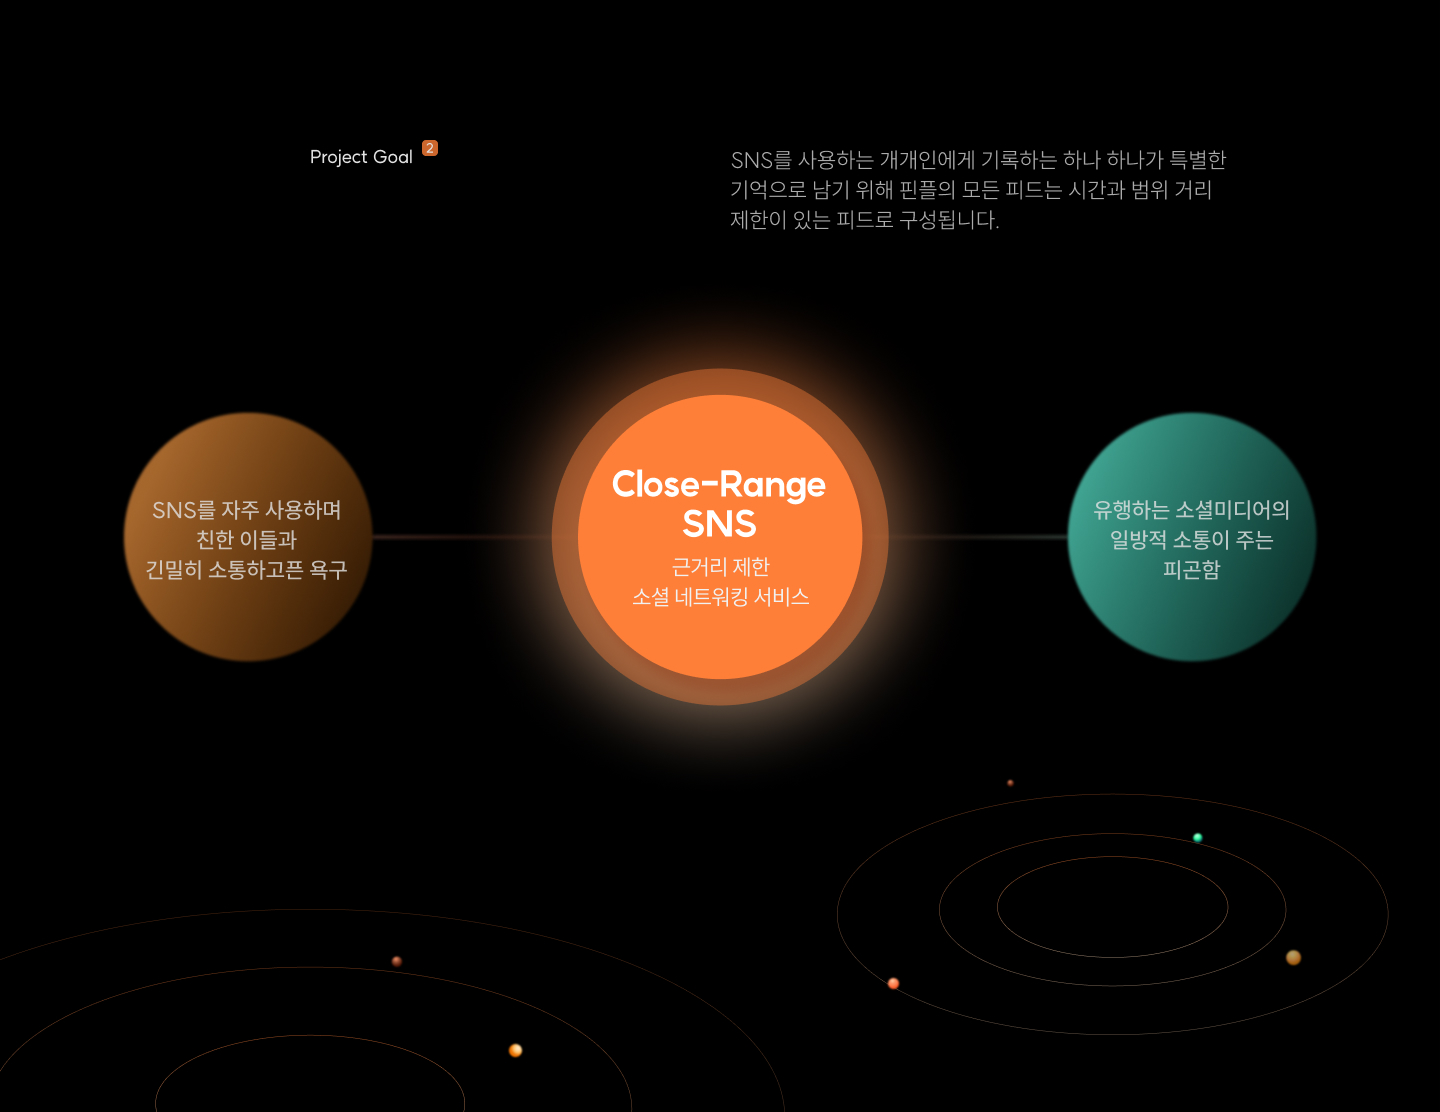 Project Goal 2
SNS를 사용하는 개개인에게 기록하는 하나 하나가 특별한
기억으로 남기 위해 핀플의 모든 피드는 시간과 범위 거리
제한이 있는 피드로 구성됩니다.
SNS를 자주 사용하며
친한 이들과
긴밀히 소통하고픈 욕구
Close-Range
SNS
근거리 제한
소셜 네트워킹 서비스
유행하는 소셜미디어의
일방적 소통이 주는
피곤함